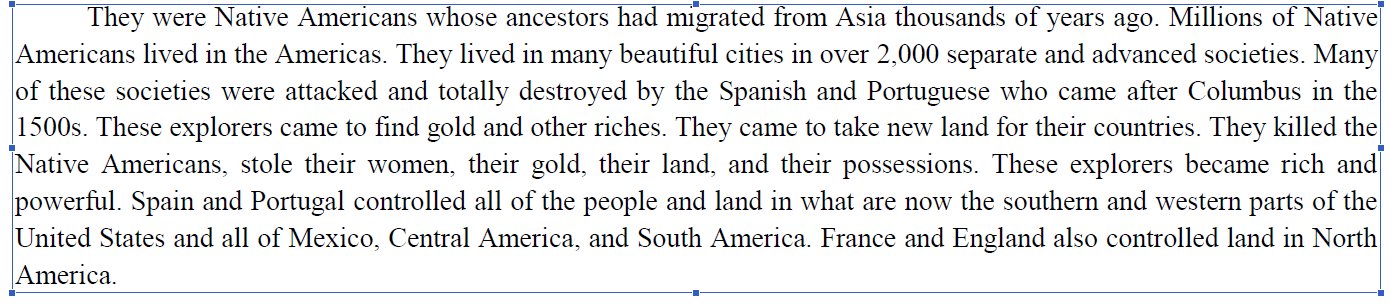 They were Native Americans whose ancestors had migrated from Asia thousands of years ago. Millions of Native
Americans lived in the Americas. They lived in many beautiful cities in over 2,000 separate and advanced societies. Many
of these societies were attacked and totally destroyed by the Spanish and Portuguese who came after Columbus in the
1500s. These explorers came to find gold and other riches. They came to take new land for their countries. They killed the
Native Americans, stole their women, their gold, their land, and their possessions. These explorers became rich and
powerful. Spain and Portugal controlled all of the people and land in what are now the southern and western parts of the
United States and all of Mexico, Central America, and South America. France and England also controlled land in North
America.